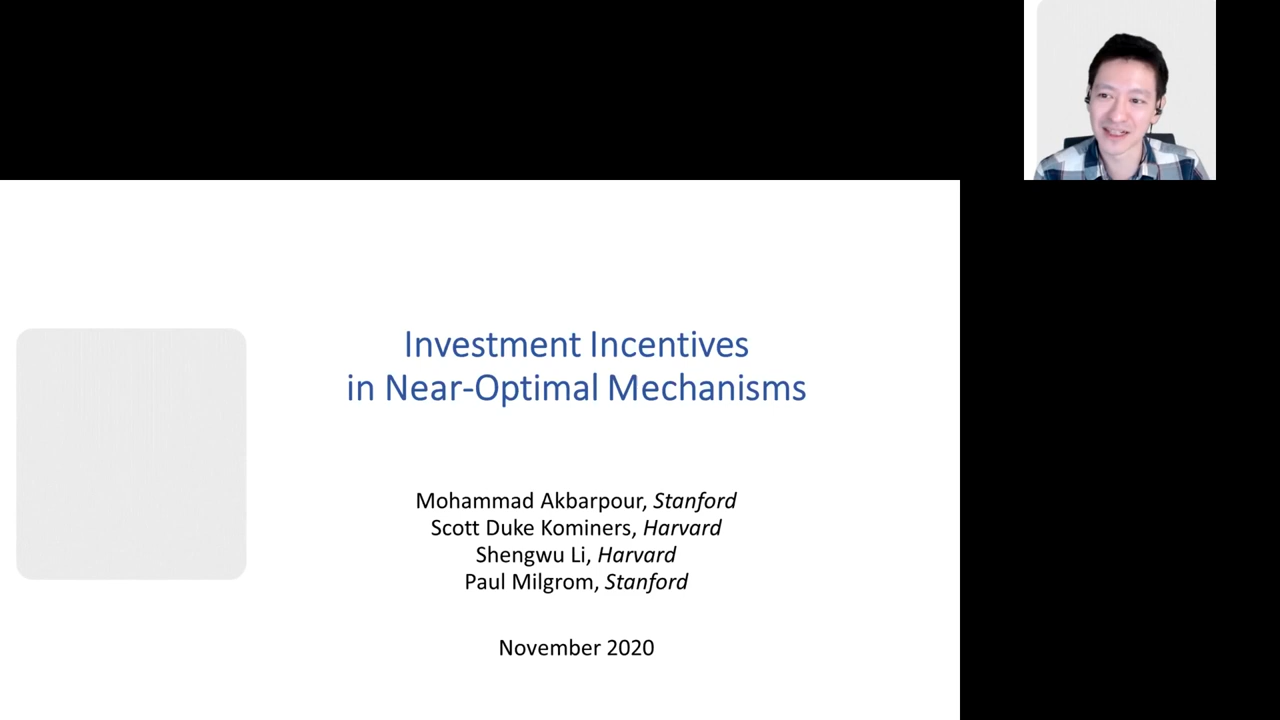 Investment Incentives
in Near-Optimal Mechanisms
Mohammad Akbarpour, Stanford
Scott Duke Kominers, Harvard
Shengwu Li, Harvard
Paul Milgrom, Stanford
November 2020